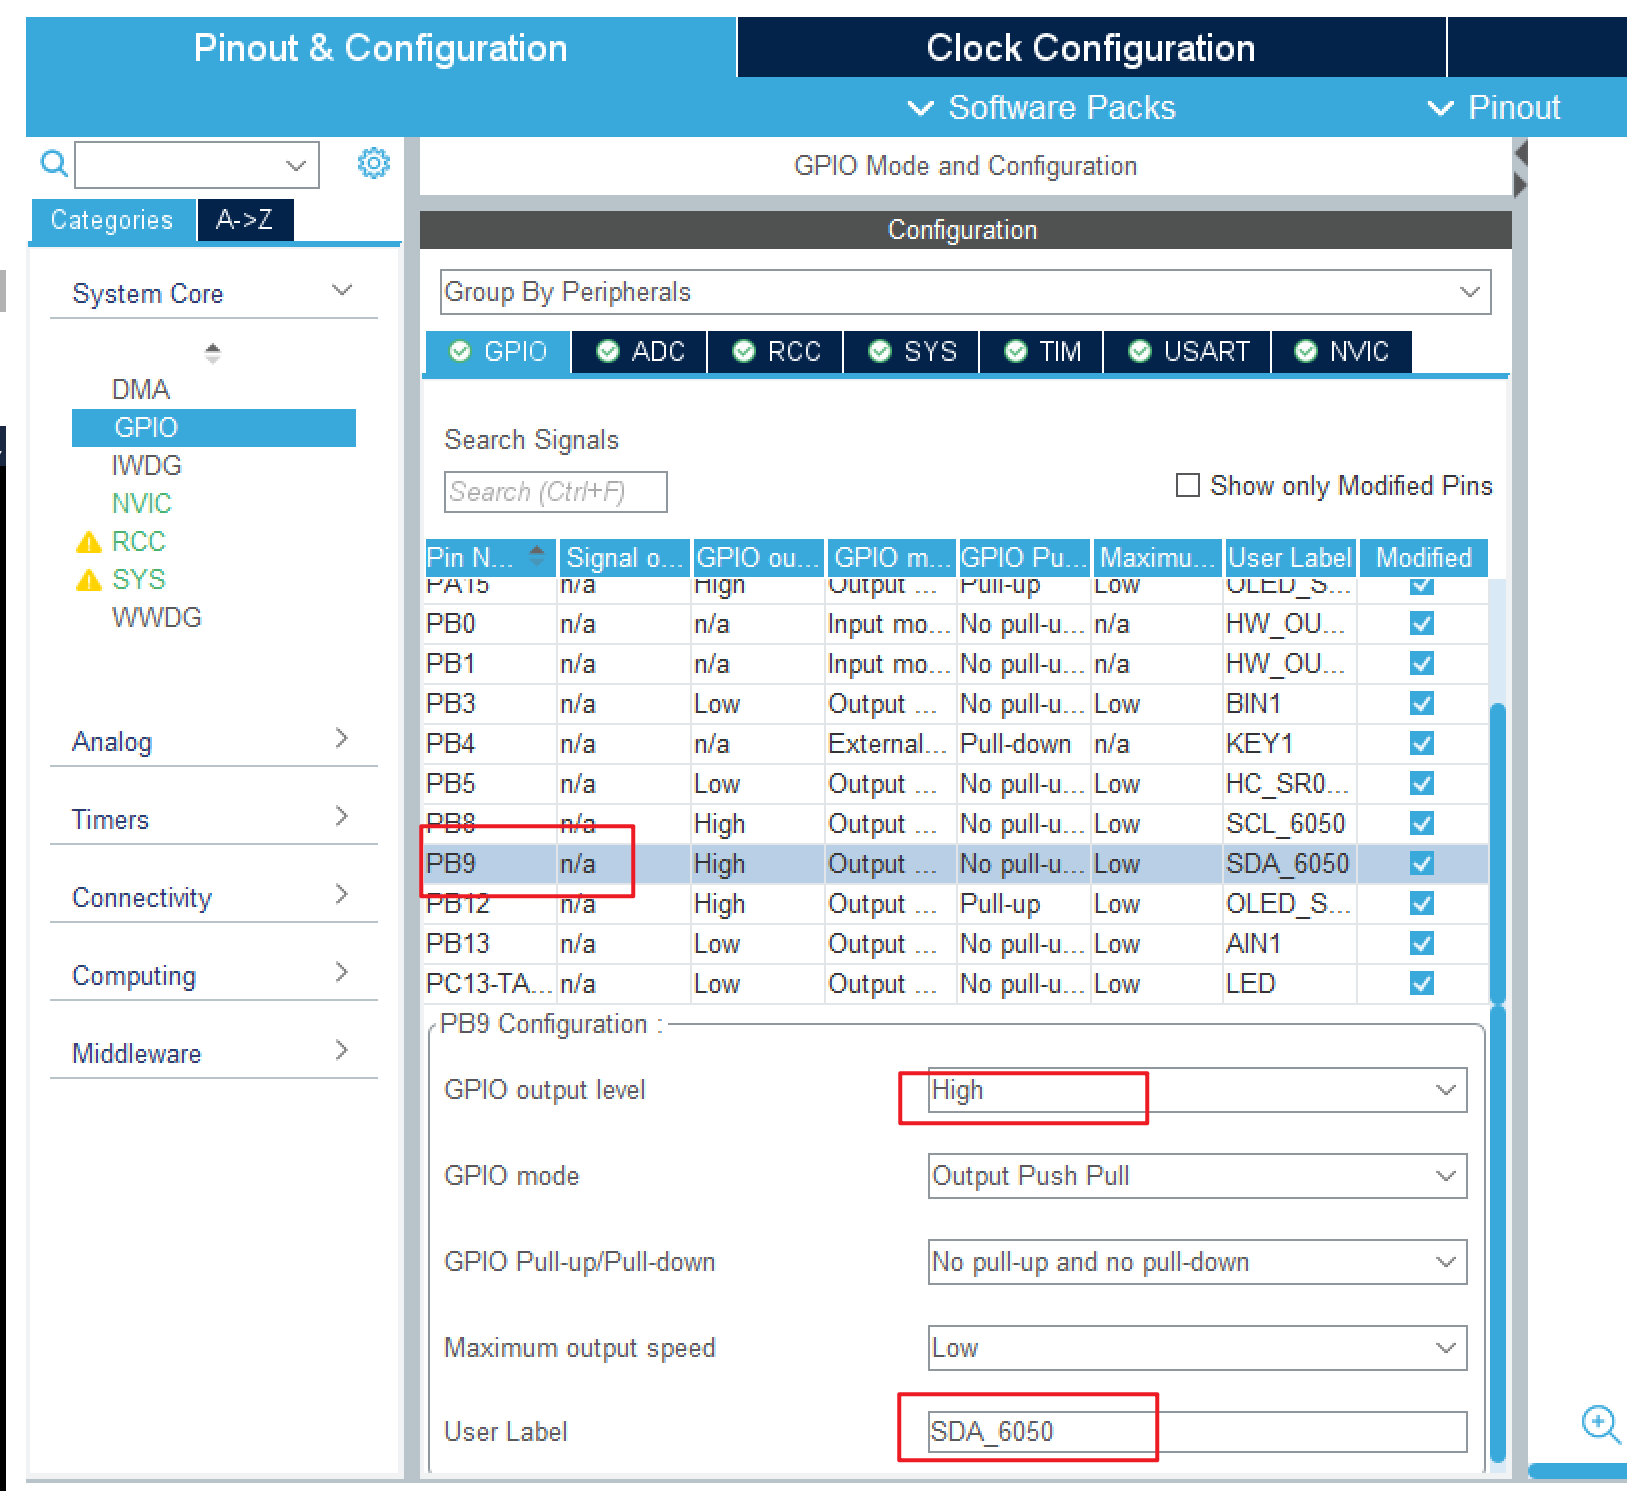 Pinout & Configuration
Clock Configuration
Software Packs
Pinout
GPIO Mode and Configuration
Categories
A->Z
Configuration
System Core
Group By Peripherals
GPIO ADC RCC SYS TIM USART NVIC
DMA
GPIO
IWDG
NVIC
RCC
SYS
WWDG
Search Signals
Search (Ctrl+F)
Show only Modified Pins
Pin N... Signal o... GPIO ou... GPIO m... GPIO Pu... Maximu... User Label Modified
PA15 n/a High Output ... Pull-up Low OLED_S...
PB0 n/a n/a Input mo... No pull-u... n/a HW_OU...
PB1 n/a n/a Input mo... No pull-u... n/a HW_OU...
PB3 n/a Low Output ... No pull-u... Low BIN1
PB4 n/a n/a External... Pull-down n/a KEY1
PB5 n/a Low Output ... No pull-u... Low HC_SR0...
PB8 n/a High Output ... No pull-u... Low SCL_6050
PB9 n/a High Output ... No pull-u... Low SDA_6050
PB12 n/a High Output ... Pull-up Low OLED_S...
PB13 n/a Low Output ... No pull-u... Low AIN1
PC13-TA... n/a Low Output ... No pull-u... Low LED
Analog
Timers
Connectivity
Computing
Middleware
PB9 Configuration :
GPIO output level
High
GPIO mode
Output Push Pull
GPIO Pull-up/Pull-down
No pull-up and no pull-down
Maximum output speed
Low
User Label
SDA_6050